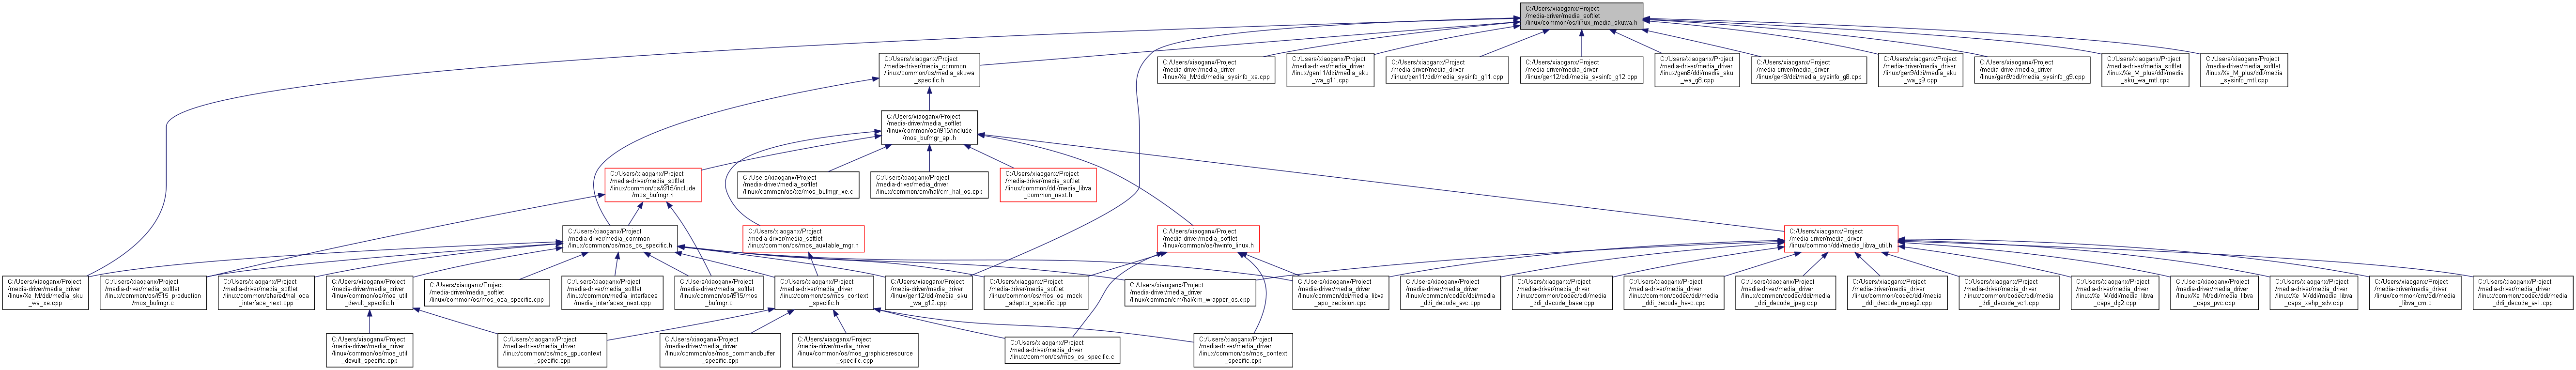 C:/Users/xiaoganx/Project
/media-driver/media_softlet
/linux/common/os/linux_media_skuwa.h
C:/Users/xiaoganx/Project
/media-driver/media_common
/linux/common/os/media_skuwa
_specific.h
C:/Users/xiaoganx/Project
/media-driver/media_driver
/linux/Xe_M/ddi/media_sysinfo_xe.cpp
C:/Users/xiaoganx/Project
/media-driver/media_driver
/linux/gen11/ddi/media_sku
_wa_g11.cpp
C:/Users/xiaoganx/Project
/media-driver/media_driver
/linux/gen11/ddi/media_sysinfo_g11.cpp
C:/Users/xiaoganx/Project
/media-driver/media_driver
/linux/gen12/ddi/media_sysinfo_g12.cpp
C:/Users/xiaoganx/Project
/media-driver/media_driver
/linux/gen8/ddi/media_sku
_wa_g8.cpp
C:/Users/xiaoganx/Project
/media-driver/media_driver
/linux/gen8/ddi/media_sysinfo_g8.cpp
C:/Users/xiaoganx/Project
/media-driver/media_driver
/linux/gen9/ddi/media_sku
_wa_g9.cpp
C:/Users/xiaoganx/Project
/media-driver/media_driver
/linux/gen9/ddi/media_sysinfo_g9.cpp
C:/Users/xiaoganx/Project
/media-driver/media_softlet
/linux/Xe_M_plus/ddi/media
_sku_wa_mtl.cpp
C:/Users/xiaoganx/Project
/media-driver/media_softlet
/linux/Xe_M_plus/ddi/media
_sysinfo_mtl.cpp
C:/Users/xiaoganx/Project
/media-driver/media_softlet
/linux/common/os/i915/include
/mos_bufmgr_api.h
C:/Users/xiaoganx/Project
/media-driver/media_softlet
/linux/common/os/i915/include
/mos_bufmgr.h
C:/Users/xiaoganx/Project
/media-driver/media_softlet
/linux/common/os/xe/mos_bufmgr_xe.c
C:/Users/xiaoganx/Project
/media-driver/media_driver
/linux/common/cm/hal/cm_hal_os.cpp
C:/Users/xiaoganx/Project
/media-driver/media_softlet
/linux/common/ddi/media_libva
_common_next.h
C:/Users/xiaoganx/Project
/media-driver/media_common
/linux/common/os/mos_os_specific.h
C:/Users/xiaoganx/Project
/media-driver/media_softlet
/linux/common/os/mos_auxtable_mgr.h
C:/Users/xiaoganx/Project
/media-driver/media_softlet
/linux/common/os/hwinfo_linux.h
C:/Users/xiaoganx/Project
/media-driver/media_driver
/linux/common/ddi/media_libva_util.h
C:/Users/xiaoganx/Project
/media-driver/media_driver
/linux/Xe_M/ddi/media_sku
_wa_xe.cpp
C:/Users/xiaoganx/Project
/media-driver/media_softlet
/linux/common/os/i915_production
/mos_bufmgr.c
C:/Users/xiaoganx/Project
/media-driver/media_softlet
/linux/common/shared/hal_oca
_interface_next.cpp
C:/Users/xiaoganx/Project
/media-driver/media_driver
/linux/common/os/mos_util
_devult_specific.h
C:/Users/xiaoganx/Project
/media-driver/media_softlet
/linux/common/os/mos_oca_specific.cpp
C:/Users/xiaoganx/Project
/media-driver/media_softlet
/linux/common/media_interfaces
/media_interfaces_next.cpp
C:/Users/xiaoganx/Project
/media-driver/media_softlet
/linux/common/os/i915/mos
_bufmgr.c
C:/Users/xiaoganx/Project
/media-driver/media_driver
/linux/common/os/mos_context
_specific.h
C:/Users/xiaoganx/Project
/media-driver/media_driver
/linux/gen12/ddi/media_sku
_wa_g12.cpp
C:/Users/xiaoganx/Project
/media-driver/media_softlet
/linux/common/os/mos_os_mock
_adaptor_specific.cpp
C:/Users/xiaoganx/Project
/media-driver/media_driver
/linux/common/cm/hal/cm_wrapper_os.cpp
C:/Users/xiaoganx/Project
/media-driver/media_driver
/linux/common/ddi/media_libva
_apo_decision.cpp
C:/Users/xiaoganx/Project
/media-driver/media_driver
/linux/common/codec/ddi/media
_ddi_decode_avc.cpp
C:/Users/xiaoganx/Project
/media-driver/media_driver
/linux/common/codec/ddi/media
_ddi_decode_base.cpp
C:/Users/xiaoganx/Project
/media-driver/media_driver
/linux/common/codec/ddi/media
_ddi_decode_hevc.cpp
C:/Users/xiaoganx/Project
/media-driver/media_driver
/linux/common/codec/ddi/media
_ddi_decode_jpeg.cpp
C:/Users/xiaoganx/Project
/media-driver/media_driver
/linux/common/codec/ddi/media
_ddi_decode_mpeg2.cpp
C:/Users/xiaoganx/Project
/media-driver/media_driver
/linux/common/codec/ddi/media
_ddi_decode_vc1.cpp
C:/Users/xiaoganx/Project
/media-driver/media_driver
/linux/Xe_M/ddi/media_libva
_caps_dg2.cpp
C:/Users/xiaoganx/Project
/media-driver/media_driver
/linux/Xe_M/ddi/media_libva
_caps_pvc.cpp
C:/Users/xiaoganx/Project
/media-driver/media_driver
/linux/Xe_M/ddi/media_libva
_caps_xehp_sdv.cpp
C:/Users/xiaoganx/Project
/media-driver/media_driver
/linux/common/cm/ddi/media
_libva_cm.c
C:/Users/xiaoganx/Project
/media-driver/media_softlet
/linux/common/codec/ddi/media
_ddi_decode_av1.cpp
C:/Users/xiaoganx/Project
/media-driver/media_driver
/linux/common/os/mos_util
_devult_specific.cpp
C:/Users/xiaoganx/Project
/media-driver/media_driver
/linux/common/os/mos_gpucontext
_specific.cpp
C:/Users/xiaoganx/Project
/media-driver/media_driver
/linux/common/os/mos_commandbuffer
_specific.cpp
C:/Users/xiaoganx/Project
/media-driver/media_driver
/linux/common/os/mos_graphicsresource
_specific.cpp
C:/Users/xiaoganx/Project
/media-driver/media_driver
/linux/common/os/mos_os_specific.c
C:/Users/xiaoganx/Project
/media-driver/media_driver
/linux/common/os/mos_context
_specific.cpp